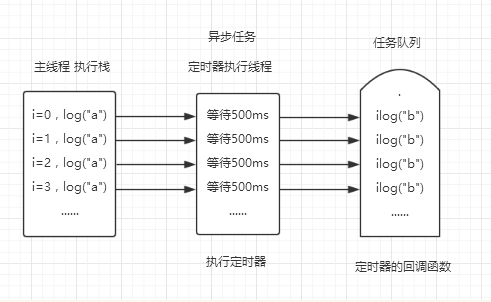 异步任务
任务队列
主线程 执行栈
定时器执行线程
.
i=0，log("a")
等待500ms
ilog("b")
i=1，log("a")
等待500ms
ilog("b")
i=2，log("a")
等待500ms
ilog("b")
i=3，log("a")
等待500ms
ilog("b")
......
......
......
执行定时器
定时器的回调函数